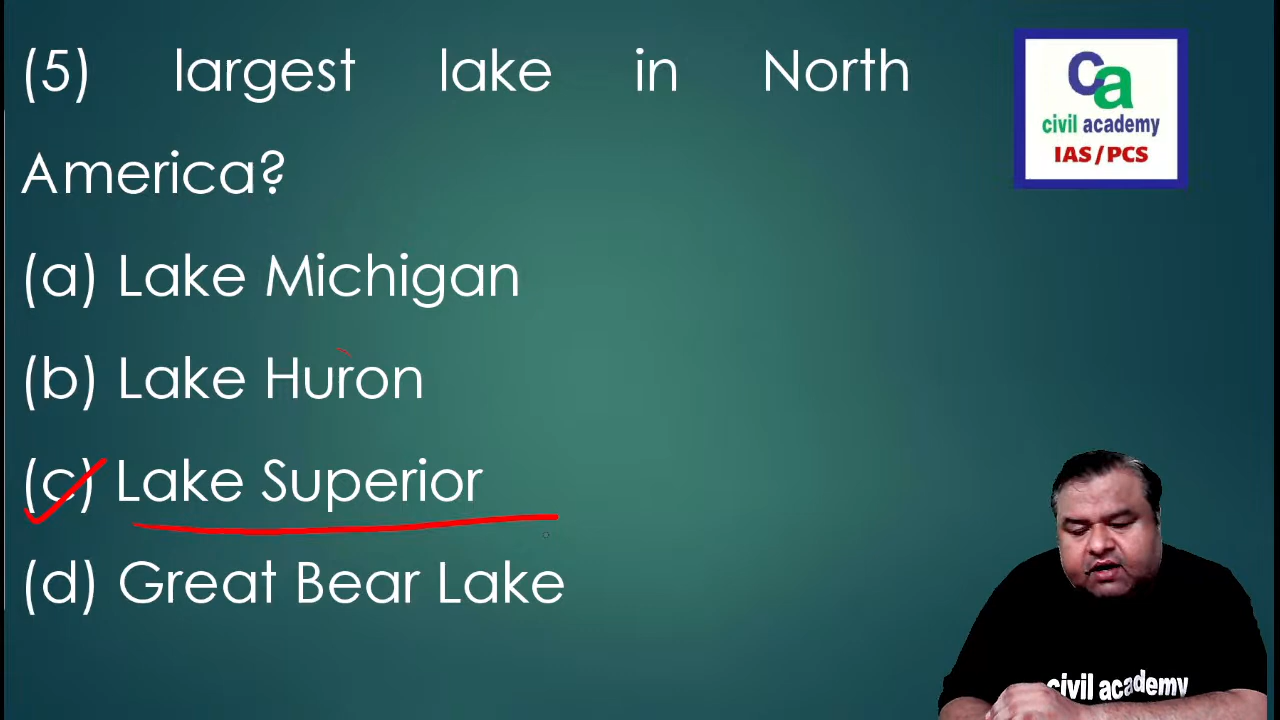 (5) largest lake in North
America?
(a) Lake Michigan
(b) Lake Huron
(c) Lake Superior
(d) Great Bear Lake
ca
civil academy
IAS/PCS
civil academy